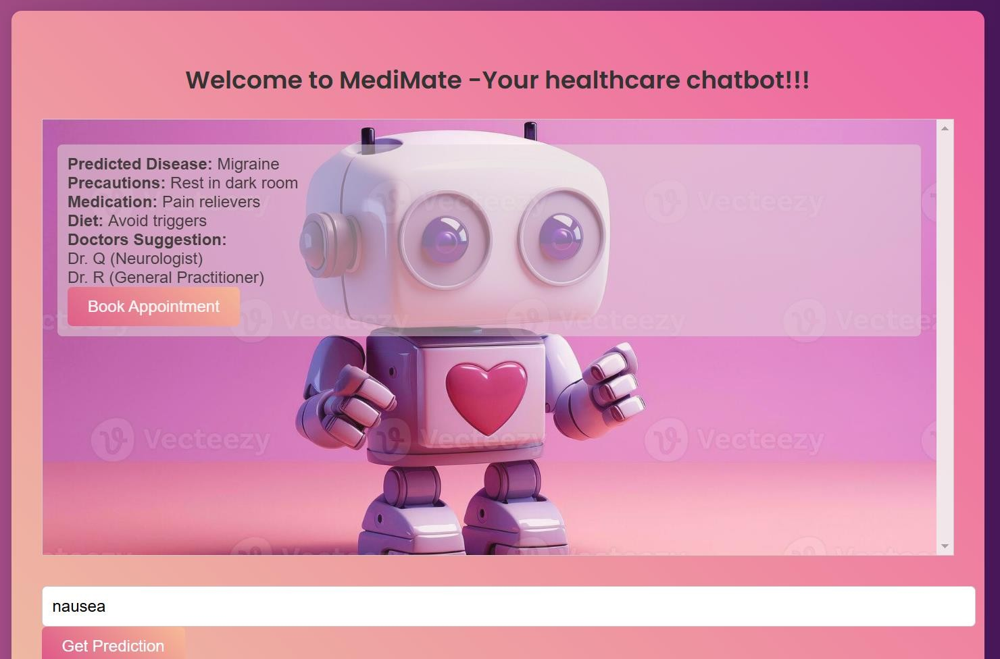 Welcome to MediMate -Your healthcare chatbot!!!
Predicted Disease: Migraine
Precautions: Rest in dark room
Medication: Pain relievers
Diet: Avoid triggers
Doctors Suggestion:
Dr. Q (Neurologist)
Dr. R (General Practitioner)
Book Appointment
Vecteezy
Vecteezy
Vecteezy
Vecteezy
Vecteezy
Vecteezy
Vecteezy
Vecteezy
nausea
Get Prediction